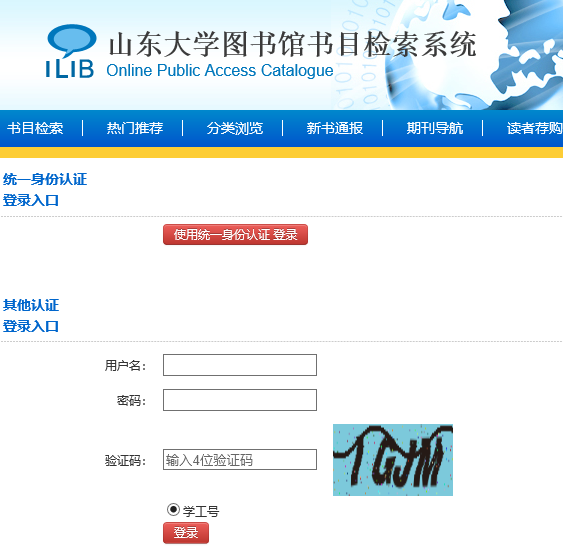 ILIB
山东大学图书馆书目检索系统
Online Public Access Catalogue
书目检索 热门推荐 分类浏览 新书通报 期刊导航 读者荐购
统一身份认证
登录入口
使用统一身份认证 登录
其他认证
登录入口
用户名：
密码：
验证码： 输入4位验证码
学工号
登录